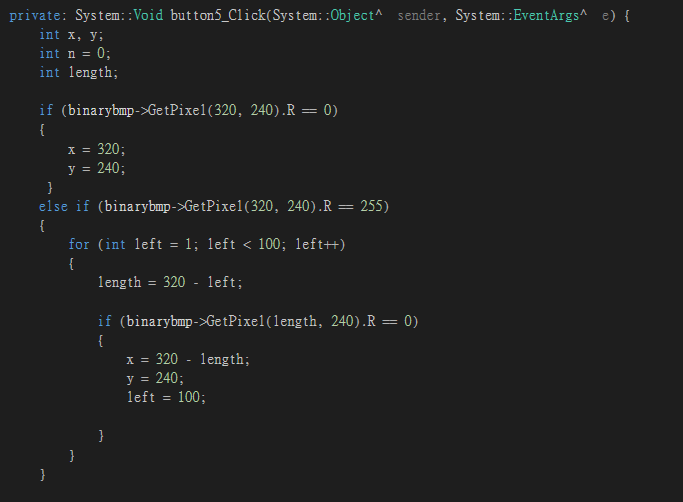 private: System::Void button5_Click(System::Object^  sender, System::EventArgs^  e) {
    int x, y;
    int n = 0;
    int length;

    if (binarybmp->GetPixel(320, 240).R == 0)
    {
        x = 320;
        y = 240;
     }
    else if (binarybmp->GetPixel(320, 240).R == 255)
    {
        for (int left = 1; left < 100; left++)
        {
            length = 320 - left;

            if (binarybmp->GetPixel(length, 240).R == 0)
            {
                x = 320 - length;
                y = 240;
                left = 100;

            }
        }
    }